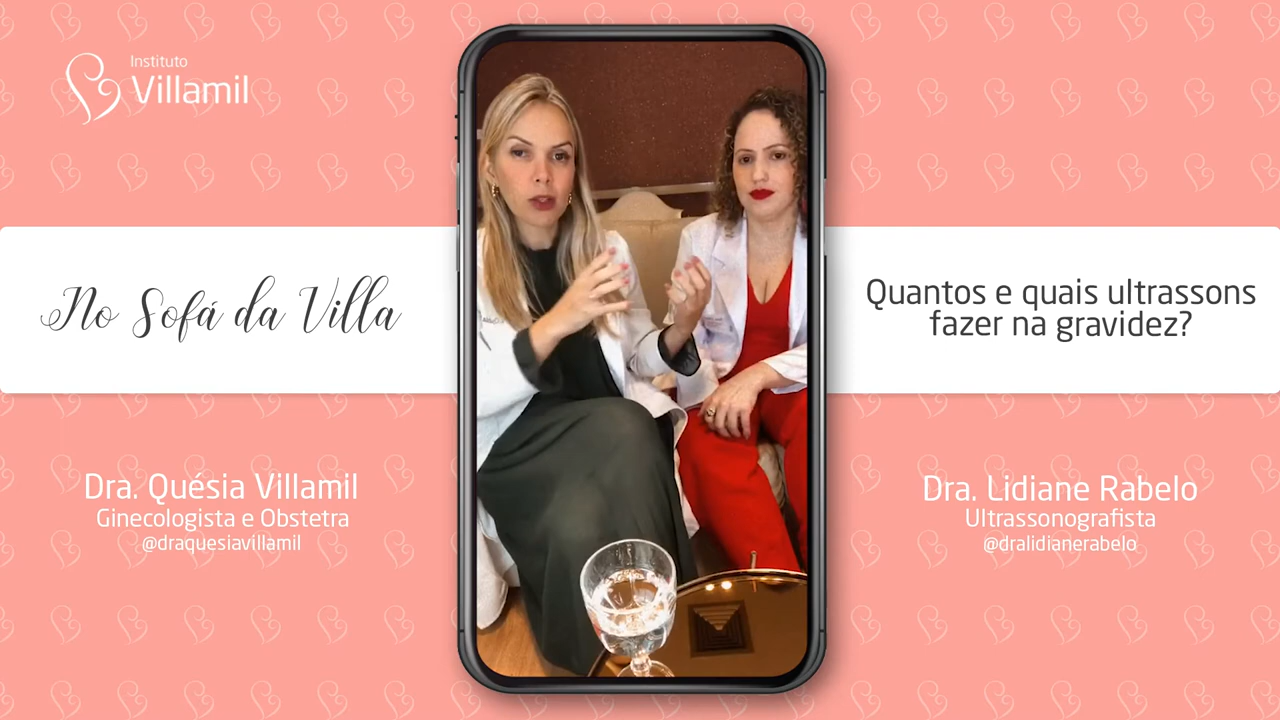 Instituto
Villamil
No Sofá da Villa
Quantos e quais ultrassons
fazer na gravidez?
Dra. Quésia Villamil
Ginecologista e Obstetra
@draquesiavillamil
Dra. Lidiane Rabelo
Ultrassonografista
@dralidianerabelo